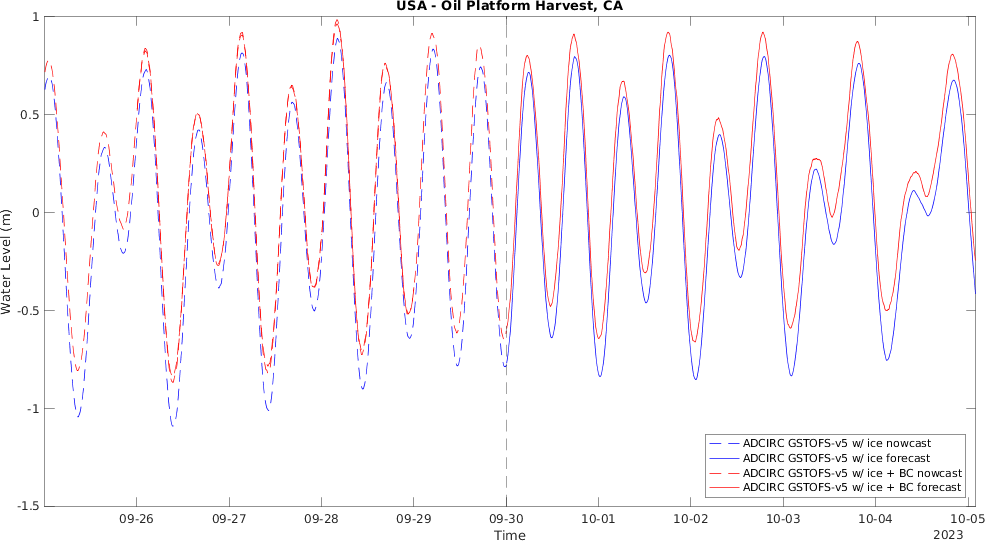 USA - Oil Platform Harvest, CA
1
0.5
0
-0.5
-1
-1.5
Water Level (m)
09-26 09-27 09-28 09-29 09-30 10-01 10-02 10-03 10-04 10-05
Time
2023
ADCIRC GSTOFS-v5 w/ ice nowcast
ADCIRC GSTOFS-v5 w/ ice forecast
ADCIRC GSTOFS-v5 w/ ice + BC nowcast
ADCIRC GSTOFS-v5 w/ ice + BC forecast